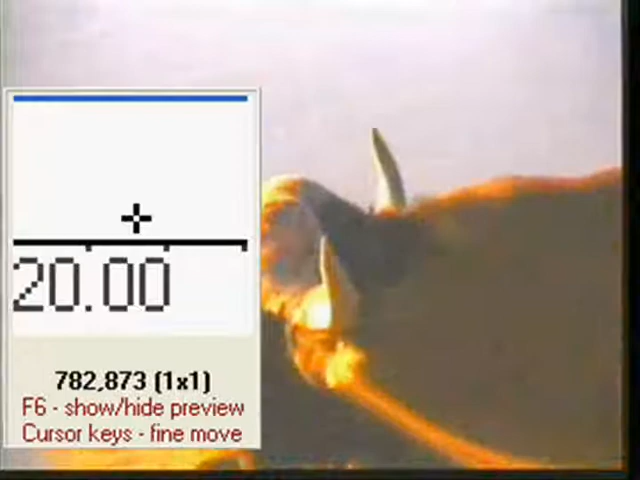 20.00
782,873 (1x1)
F6 - show/hide preview
Cursor keys - fine move